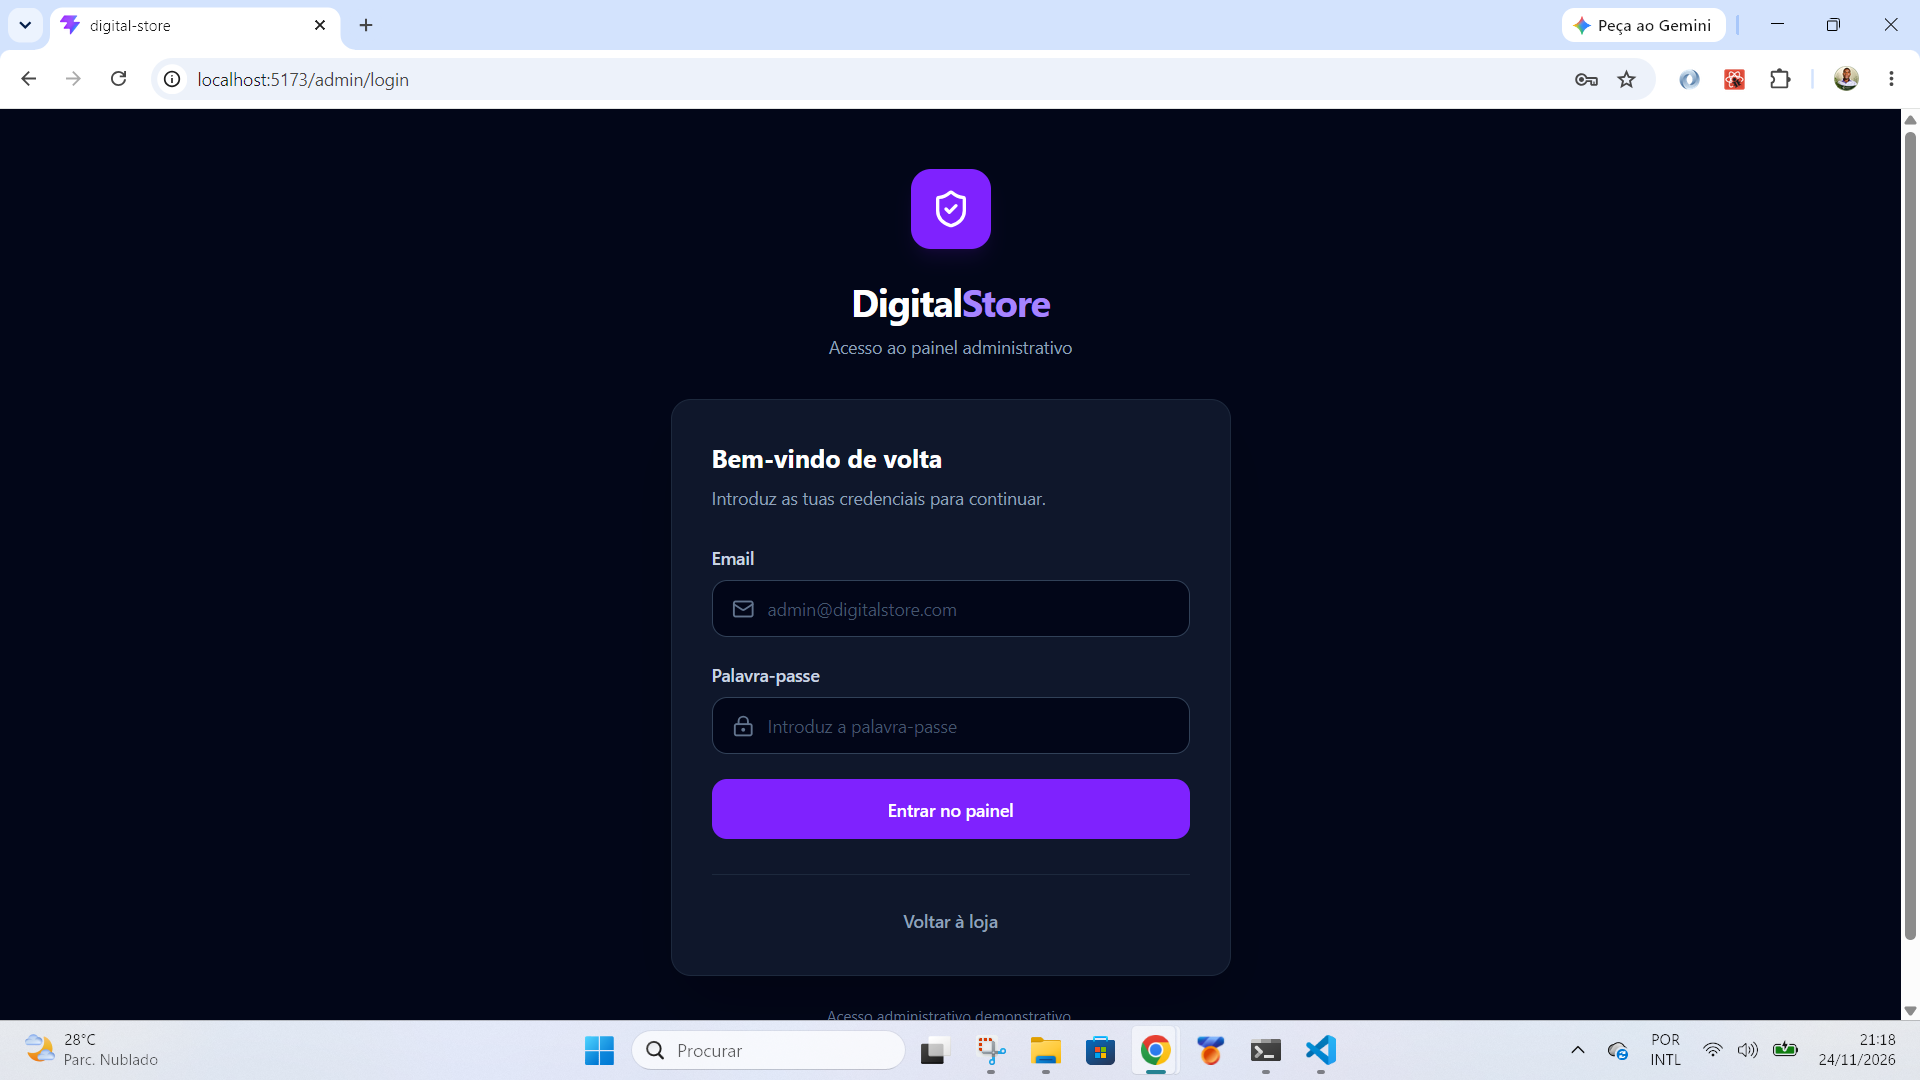 digital-store
Peça ao Gemini
localhost:5173/admin/login
DigitalStore
Acesso ao painel administrativo
Bem-vindo de volta
Introduz as tuas credenciais para continuar.
Email
admin@digitalstore.com
Palavra-passe
Introduz a palavra-passe
Entrar no painel
Voltar à loja
Acesso administrativo demonstrativo
28°C
Parc. Nublado
Procurar
POR
INTL
21:18
24/11/2026